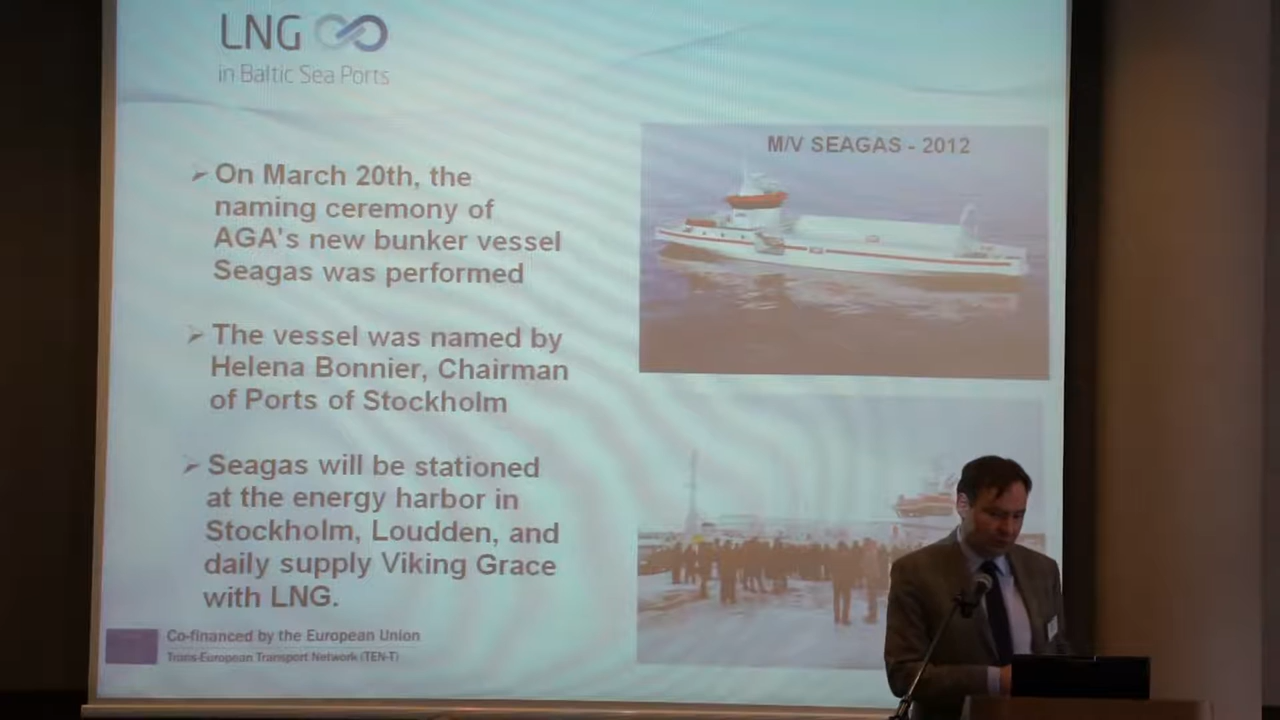 LNG
in Baltic Sea Ports
M/V SEAGAS - 2012
On March 20th, the
naming ceremony of
AGA's new bunker vessel
Seagas was performed
The vessel was named by
Helena Bonnier, Chairman
of Ports of Stockholm
Seagas will be stationed
at the energy harbor in
Stockholm, Loudden, and
daily supply Viking Grace
with LNG.
Co-financed by the European Union
Trans-European Transport Network (TEN-T)